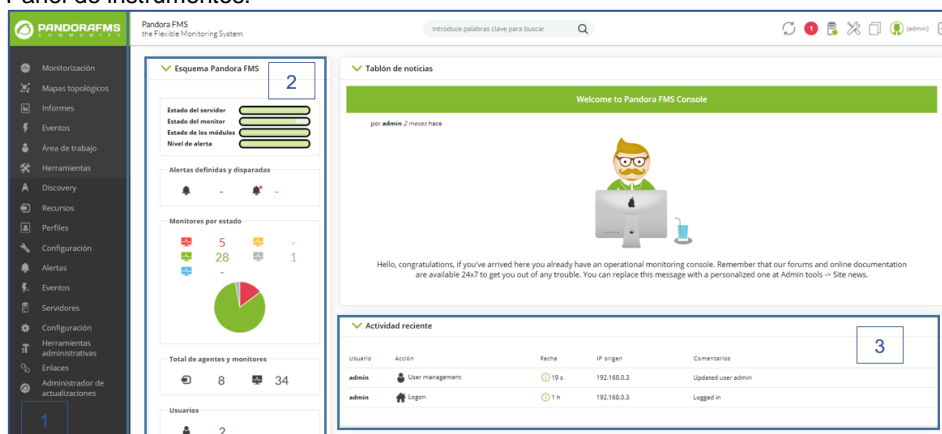 Panel de instrumentos.
PANDORAFMS
COMMUNITY
Pandora FMS
the Flexible Monitoring System
introduce palabras clave para buscar
1
(admin)
Monitorización
Mapas topológicos
Informes
Eventos
Área de trabajo
Herramientas
Discovery
Recursos
Perfiles
Configuración
Alertas
Eventos
Servidores
Configuración
Herramientas
administrativas
Enlaces
Administrador de
actualizaciones
1
Esquema Pandora FMS
2
Estado del servidor
Estado del monitor
Estado de los módulos
Nivel de alerta
Alertas definidas y disparadas
- -
Monitores por estado
5 -
28 1
-
Total de agentes y monitores
8 34
Usuarios
2
Tablón de noticias
Welcome to Pandora FMS Console
por admin 2 meses hace
Hello, congratulations, if you've arrived here you already have an operational monitoring console. Remember that our forums and online documentation
are available 24x7 to get you out of any trouble. You can replace this message with a personalized one at Admin tools -> Site news.
Actividad reciente
3
Usuario Acción Fecha IP origen Comentarios
admin User management 19 s 192.168.0.3 Updated user admin
admin Logon 1 h 192.168.0.3 Logged in